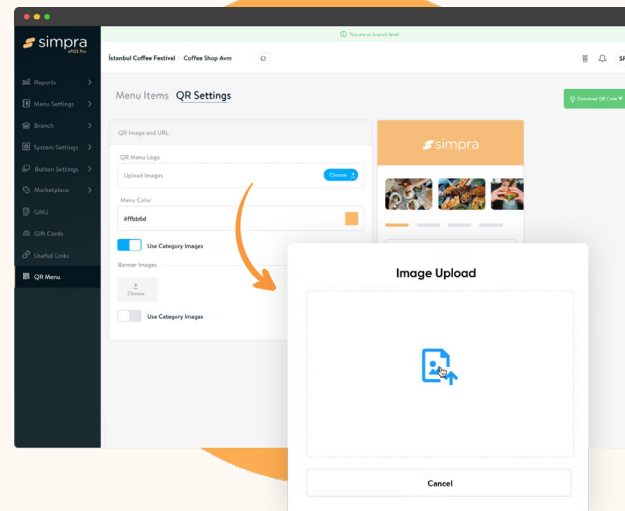 simpra
ePOS Pro
You are at branch level
İstanbul Coffee Festival
Coffee Shop Avm
SP
Reports
Menu Settings
Branch
System Settings
Button Settings
Marketplace
GMU
Gift Cards
Usefull Links
QR Menu
Menu Items QR Settings
Download QR Code
QR Image and URL
QR Menu Logo
Upload Images
Choose
Menu Color
#ffbb6d
Use Category Images
Banner Images
Choose
Use Category Images
simpra
Image Upload
Cancel